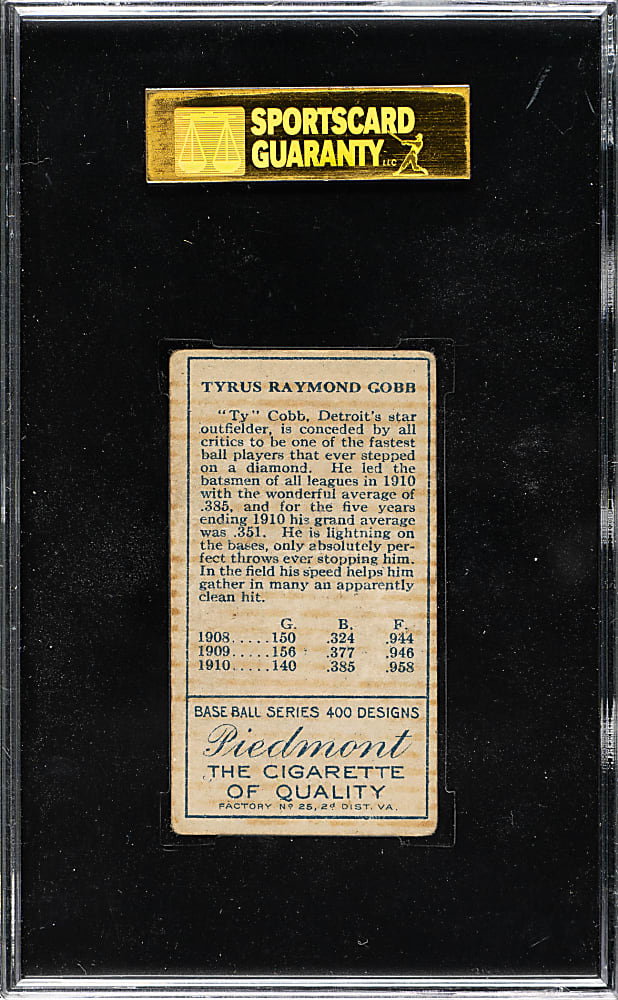 SPORTSCARD
GUARANTY LLC
TYRUS RAYMOND COBB
"Ty" Cobb, Detroit's star
outfielder, is conceded by all
critics to be one of the fastest
ball players that ever stepped
on a diamond. He led the
batsmen of all leagues in 1910
with the wonderful average of
.385, and for the five years
ending 1910 his grand average
was .351. He is lightning on
the bases, only absolutely per-
fect throws ever stopping him.
In the field his speed helps him
gather in many an apparently
clean hit.
G. B. F.
1908.....150 .324 .944
1909.....156 .377 .946
1910.....140 .385 .958
BASE BALL SERIES 400 DESIGNS
Piedmont
THE CIGARETTE
OF QUALITY
FACTORY Nº 25, 2d DIST. VA.